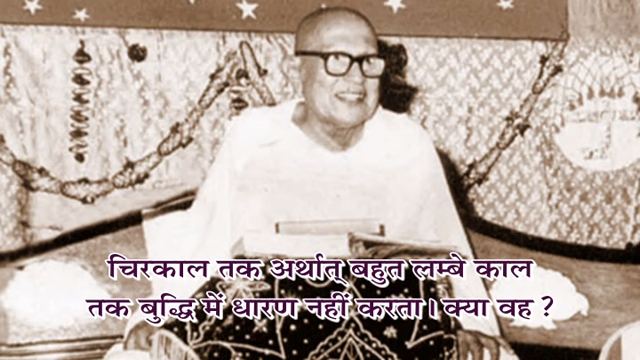 चिरकाल तक अर्थात् बहुत लम्बे काल
तक बुद्धि में धारण नहीं करता। क्या वह ?